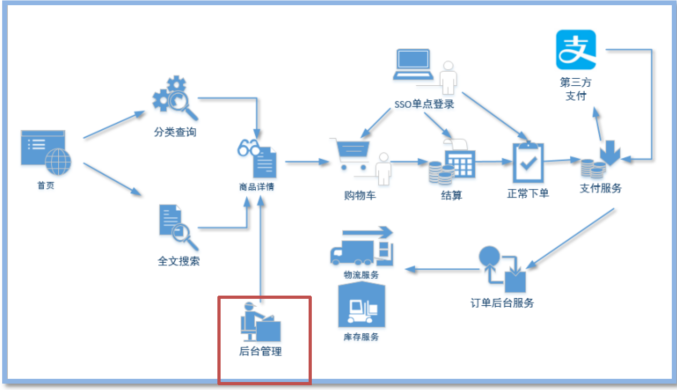 第三方
支付
SSO单点登录
分类查询
首页
商品详情
购物车
结算
正常下单
支付服务
全文搜索
物流服务
订单后台服务
库存服务
后台管理